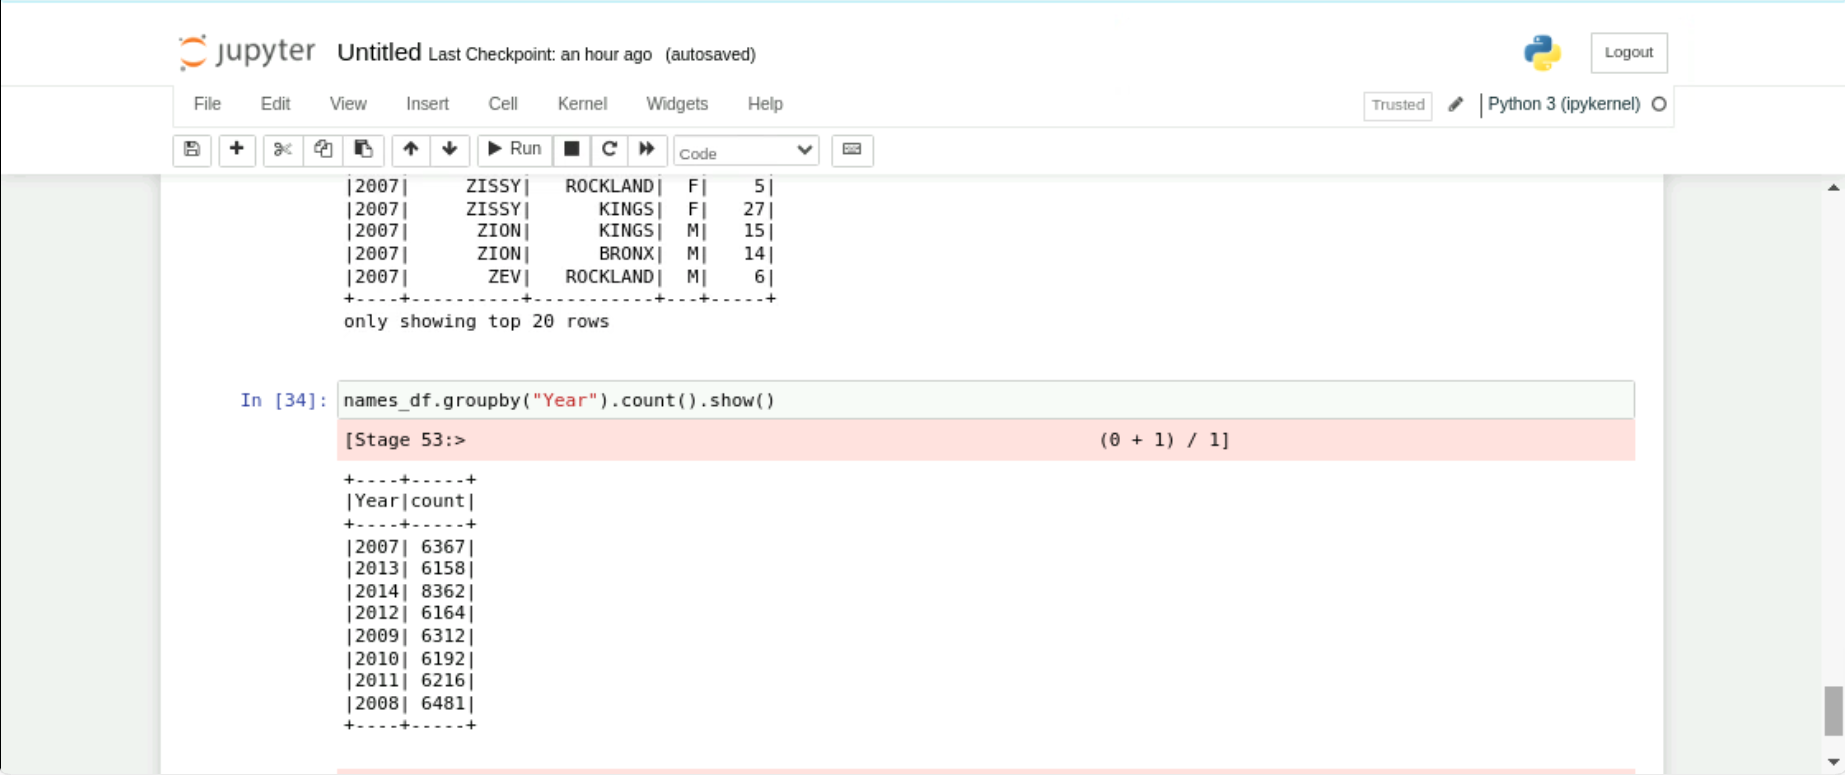 jupyter Untitled Last Checkpoint: an hour ago (autosaved)
Logout
File Edit View Insert Cell Kernel Widgets Help
Trusted Python 3 (ipykernel)
Run Code
|2007|     ZISSY|   ROCKLAND|  F|    5|
|2007|     ZISSY|      KINGS|  F|   27|
|2007|      ZION|      KINGS|  M|   15|
|2007|      ZION|      BRONX|  M|   14|
|2007|       ZEV|   ROCKLAND|  M|    6|
+----+----------+-----------+---+-----+
only showing top 20 rows
In [34]: names_df.groupby("Year").count().show()
[Stage 53:> (0 + 1) / 1]
+----+-----+
|Year|count|
+----+-----+
|2007| 6367|
|2013| 6158|
|2014| 8362|
|2012| 6164|
|2009| 6312|
|2010| 6192|
|2011| 6216|
|2008| 6481|
+----+-----+